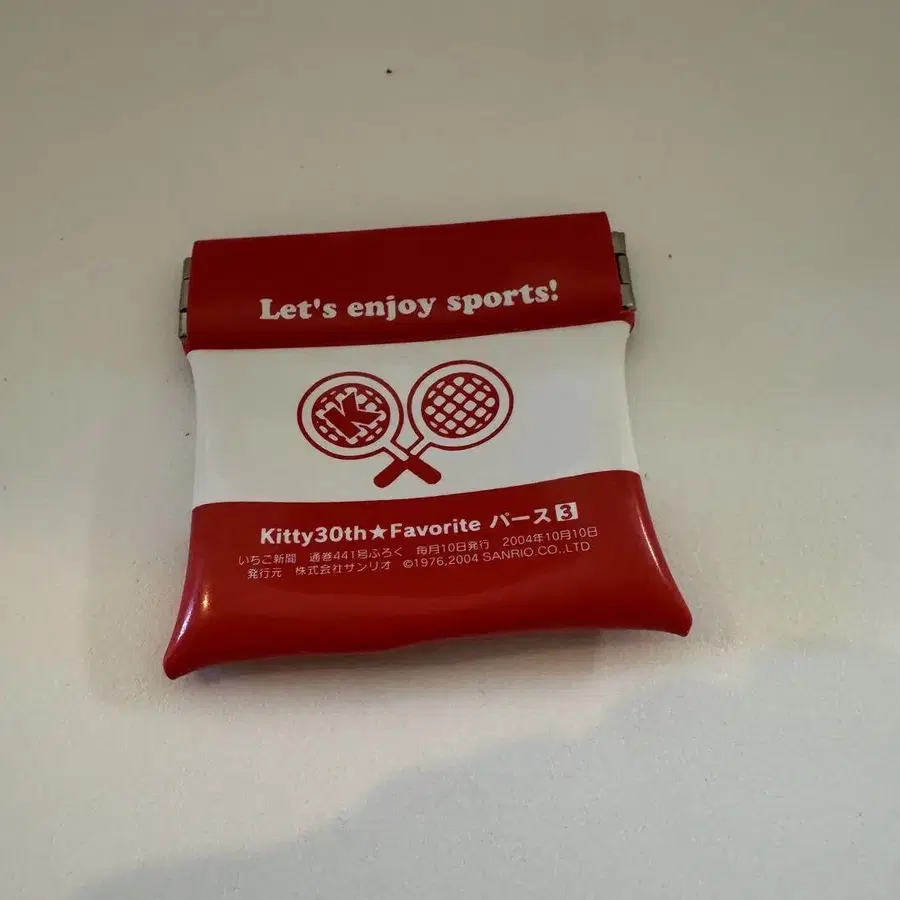 Let's enjoy sports!
K
Kitty30th★Favorite パース3
いちご新聞 通巻441号ふろく 毎月10日発行 2004年10月10日
発行元 株式会社サンリオ ©1976,2004 SANRIO CO.,LTD